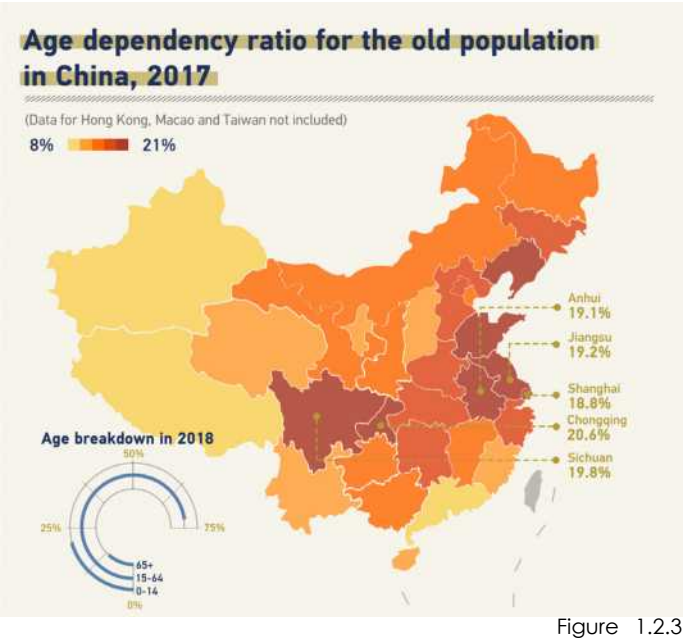 Age dependency ratio for the old population
in China, 2017
(Data for Hong Kong, Macao and Taiwan not included)
8% 21%
Anhui
19.1%
Jiangsu
19.2%
Shanghai
18.8%
Chongqing
20.6%
Sichuan
19.8%
Age breakdown in 2018
50%
25% 75%
65+
15-64
0-14
0%
Figure 1.2.3